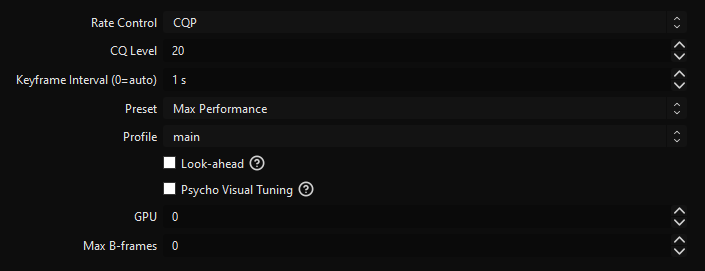 Rate Control CQP
CQ Level 20
Keyframe Interval (0=auto) 1 s
Preset Max Performance
Profile main
Look-ahead ?
Psycho Visual Tuning ?
GPU 0
Max B-frames 0